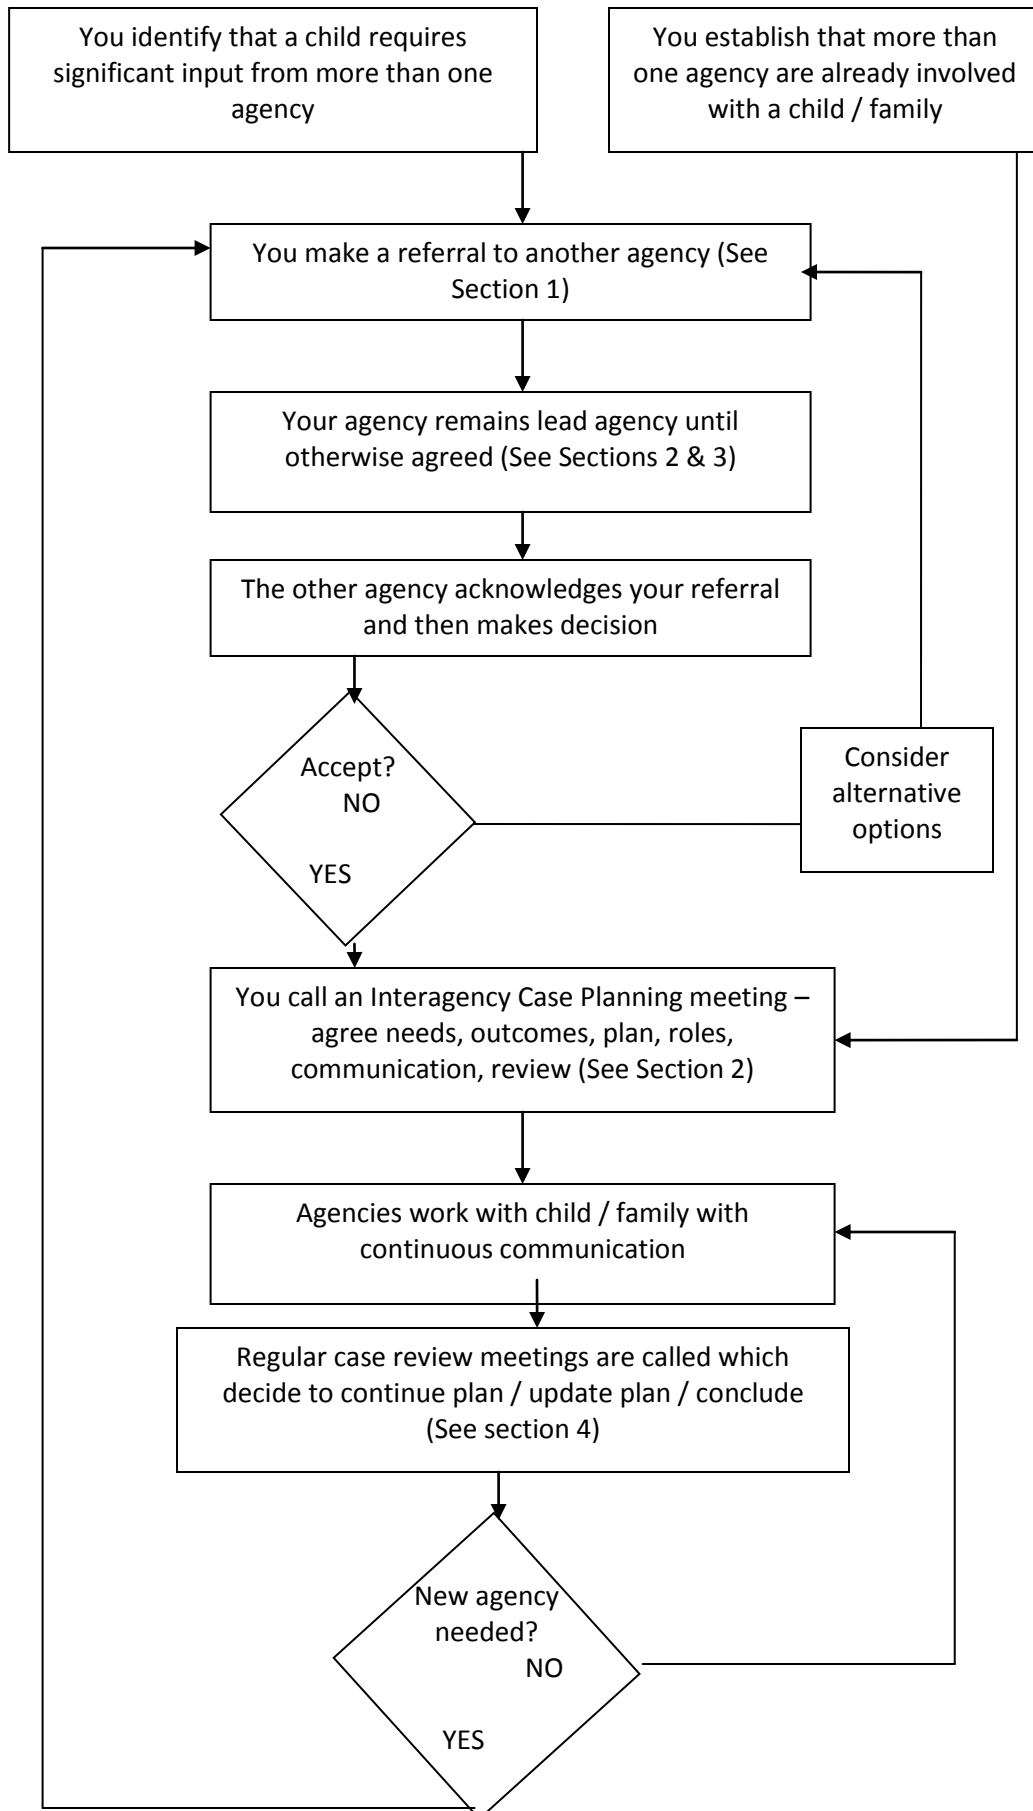 You identify that a child requires
significant input from more than one
agency
You establish that more than
one agency are already involved
with a child / family
You make a referral to another agency (See
Section 1)
Your agency remains lead agency until
otherwise agreed (See Sections 2 & 3)
The other agency acknowledges your referral
and then makes decision
Accept?
NO
YES
Consider
alternative
options
You call an Interagency Case Planning meeting –
agree needs, outcomes, plan, roles,
communication, review (See Section 2)
Agencies work with child / family with
continuous communication
Regular case review meetings are called which
decide to continue plan / update plan / conclude
(See section 4)
New agency
needed?
NO
YES